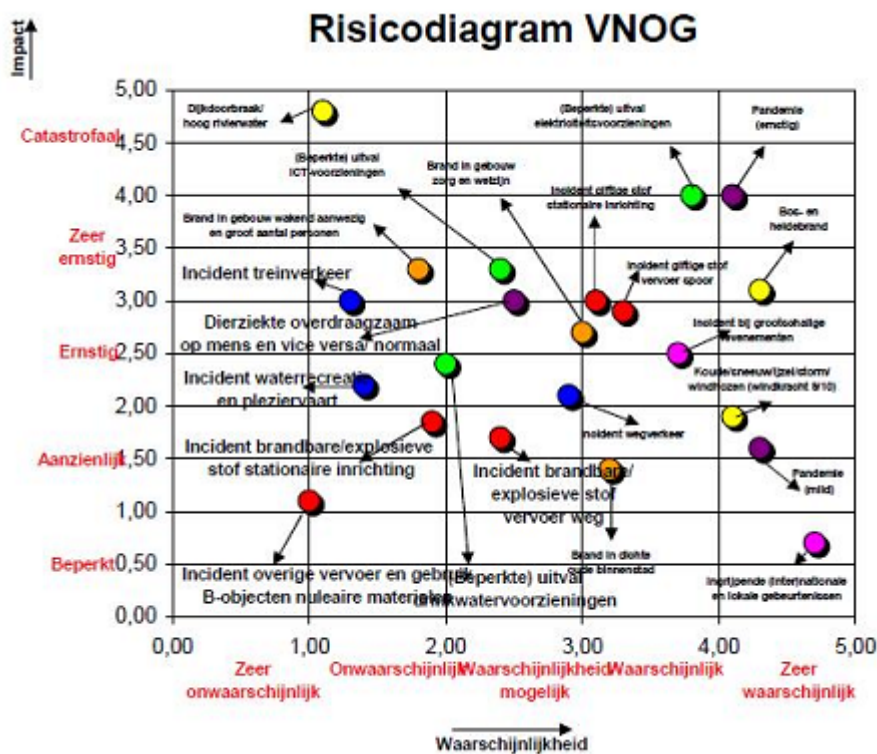 Risicodiagram VNOG
Impact
5,00
4,50
4,00
3,50
3,00
2,50
2,00
1,50
1,00
0,50
0,00
Catastrofaal
Zeer
ernstig
Ernstig
Aanzienlijk
Beperkt
Dijkdoorbraak/
hoog rivierwater
(Beperkte) uitval
ICT-voorzieningen
Brand in gebouw
zorg en welzijn
(Beperkte) uitval
elektriciteitsvoorzieningen
Pandemie
(ernstig)
Incident giftige stof
stationaire inrichting
Brand in gebouw wakend aanwezig
en groot aantal personen
Bos- en
heidebrand
Incident treinverkeer
Incident giftige stof
vervoer spoor
Dierziekte overdraagzaam
op mens en vice versa/ normaal
Incident bij grootschalige
evenementen
Incident waterrecreatie
en pleziervaart
Koude/sneeuw/ijzel/storm/
windhozen (windkracht 9/10)
Incident wegverkeer
Incident brandbare/explosieve
stof stationaire inrichting
Incident brandbare/
explosieve stof
vervoer weg
Pandemie
(mild)
Brand in dichte
oude binnenstad
Incident overige vervoer en gebruik
B-objecten nuleaire materialen
(Beperkte) uitval
drinkwatervoorzieningen
Ingrijpende (inter)nationale
en lokale gebeurtenissen
0,00 1,00 2,00 3,00 4,00 5,00
Zeer
onwaarschijnlijk
Onwaarschijnlijk
Waarschijnlijkheid
mogelijk
Waarschijnlijk
Zeer
waarschijnlijk
Waarschijnlijkheid